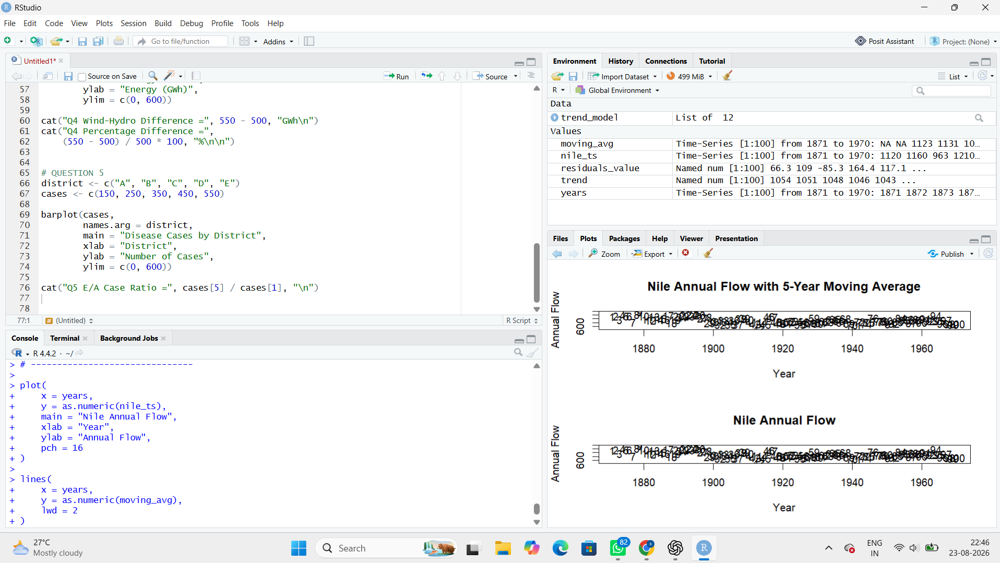 RStudio
File Edit Code View Plots Session Build Debug Profile Tools Help
Go to file/function Addins Posit Assistant Project: (None)
Untitled1*
Source on Save Run Source
57 ylab = "Energy (GWh)",
58 ylim = c(0, 600))
59
60 cat("Q4 Wind-Hydro Difference =", 550 - 500, "GWh\n")
61 cat("Q4 Percentage Difference =",
62 (550 - 500) / 500 * 100, "%\n\n")
63
64
65 # QUESTION 5
66 district <- c("A", "B", "C", "D", "E")
67 cases <- c(150, 250, 350, 450, 550)
68
69 barplot(cases,
70 names.arg = district,
71 main = "Disease Cases by District",
72 xlab = "District",
73 ylab = "Number of Cases",
74 ylim = c(0, 600))
75
76 cat("Q5 E/A Case Ratio =", cases[5] / cases[1], "\n")
77
78
77:1 # (Untitled) R Script
Console Terminal Background Jobs
R 4.4.2 · ~/
> # -------------------------------
>
> plot(
+ x = years,
+ y = as.numeric(nile_ts),
+ main = "Nile Annual Flow",
+ xlab = "Year",
+ ylab = "Annual Flow",
+ pch = 16
+ )
>
> lines(
+ x = years,
+ y = as.numeric(moving_avg),
+ lwd = 2
+ )
Environment History Connections Tutorial
Import Dataset 499 MiB List
R Global Environment
Data
trend_model List of 12
Values
moving_avg Time-Series [1:100] from 1871 to 1970: NA NA 1123 1131 10…
nile_ts Time-Series [1:100] from 1871 to 1970: 1120 1160 963 1210…
residuals_value Named num [1:100] 66.3 109 -85.3 164.4 117.1 ...
trend Named num [1:100] 1054 1051 1048 1046 1043 ...
years Time-Series [1:100] from 1871 to 1970: 1871 1872 1873 187…
Files Plots Packages Help Viewer Presentation
Zoom Export Publish
Nile Annual Flow with 5-Year Moving Average
Annual Flow
600
1880 1900 1920 1940 1960
Year
Nile Annual Flow
Annual Flow
600
1880 1900 1920 1940 1960
Year
27°C
Mostly cloudy
Search
82
ENG
IN
22:46
23-08-2026